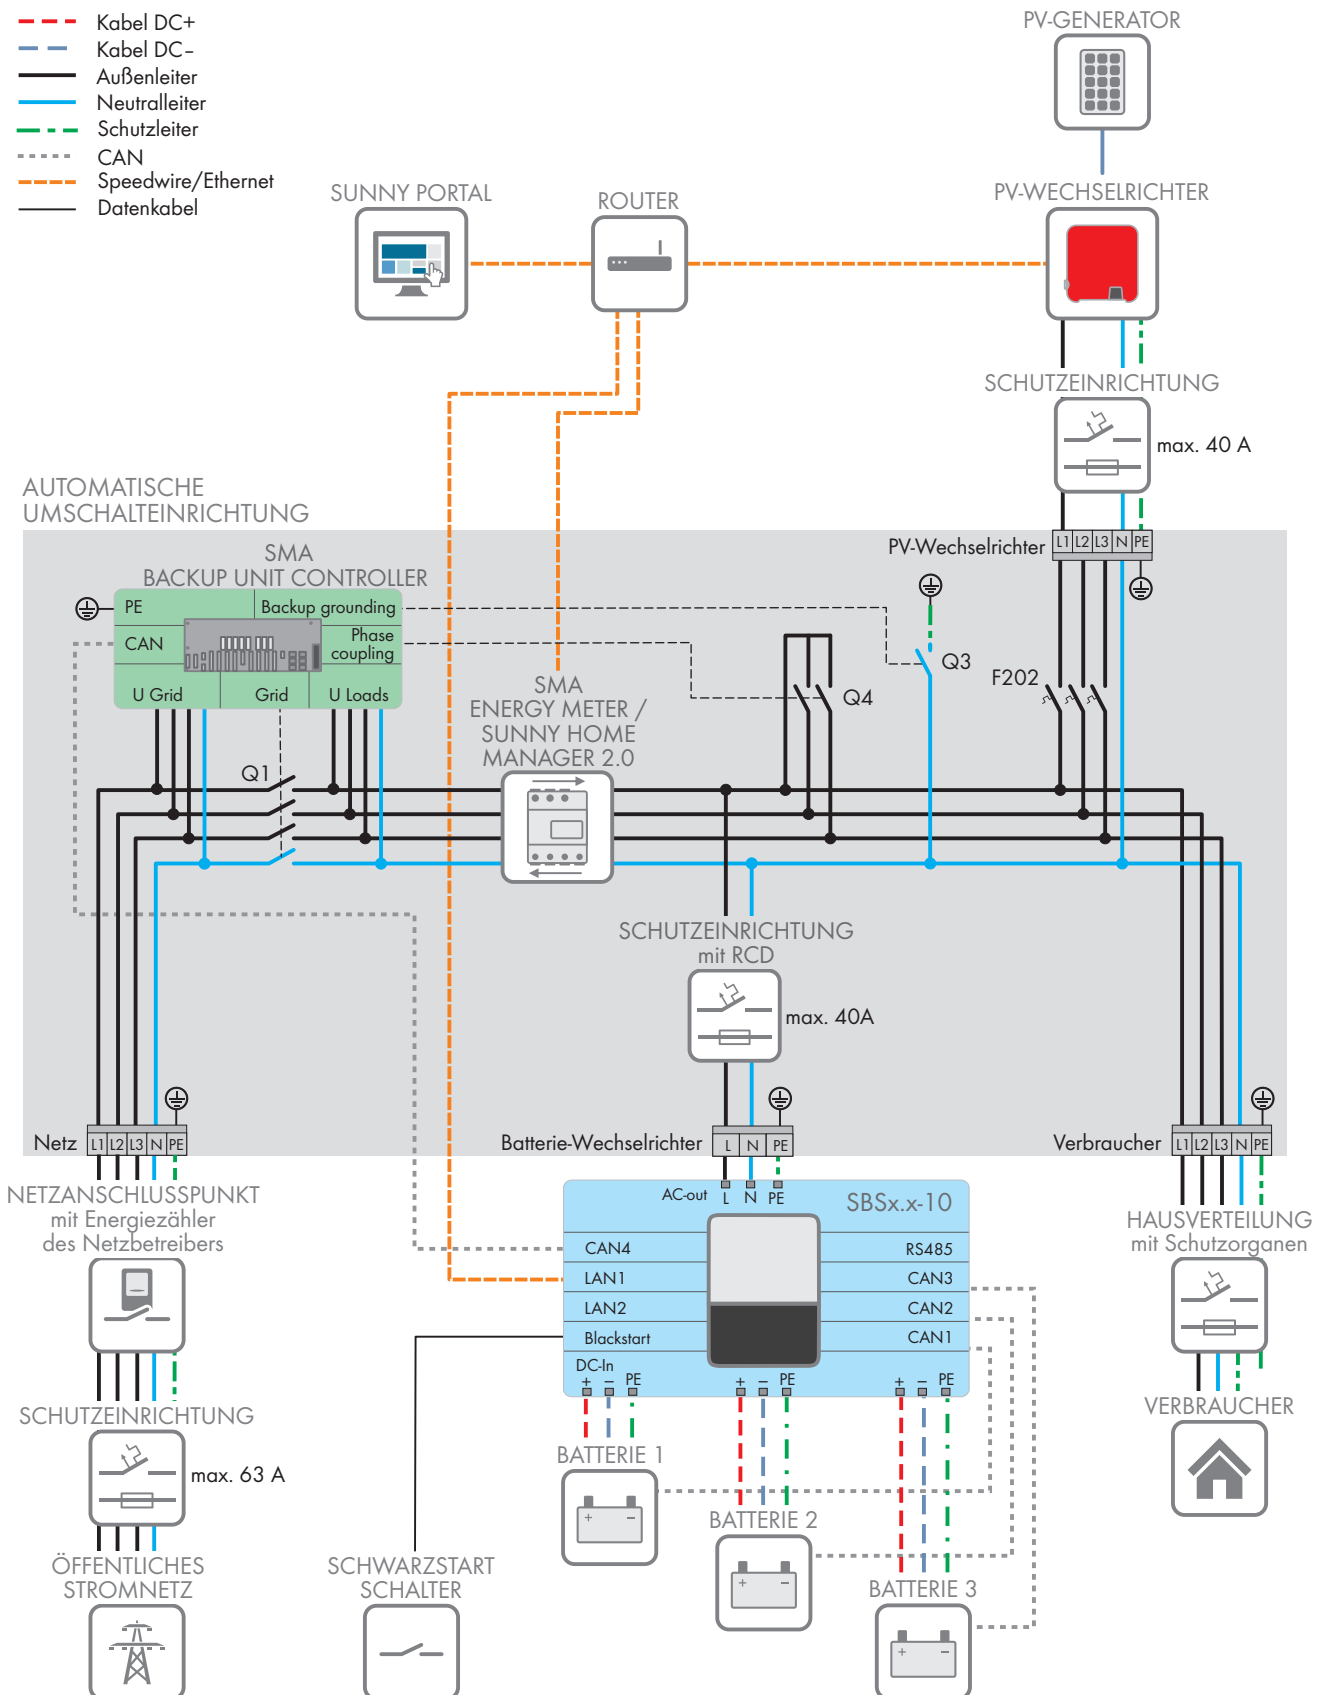 Kabel DC+
Kabel DC–
Außenleiter
Neutralleiter
Schutzleiter
CAN
Speedwire/Ethernet
Datenkabel
PV-GENERATOR
SUNNY PORTAL
ROUTER
PV-WECHSELRICHTER
SCHUTZEINRICHTUNG
max. 40 A
AUTOMATISCHE
UMSCHALTEINRICHTUNG
SMA
BACKUP UNIT CONTROLLER
PE
Backup grounding
CAN
Phase
coupling
U Grid
Grid
U Loads
PV-Wechselrichter
L1 L2 L3 N PE
Q3
F202
Q4
SMA
ENERGY METER /
SUNNY HOME
MANAGER 2.0
Q1
SCHUTZEINRICHTUNG
mit RCD
max. 40A
Netz
L1 L2 L3 N PE
Batterie-Wechselrichter
L N PE
Verbraucher
L1 L2 L3 N PE
NETZANSCHLUSSPUNKT
mit Energiezähler
des Netzbetreibers
AC-out
L N PE
SBSx.x-10
CAN4
LAN1
LAN2
Blackstart
RS485
CAN3
CAN2
CAN1
DC-In
+ – PE
+ – PE
+ – PE
HAUSVERTEILUNG
mit Schutzorganen
VERBRAUCHER
SCHUTZEINRICHTUNG
max. 63 A
BATTERIE 1
+ –
BATTERIE 2
+ –
BATTERIE 3
+ –
ÖFFENTLICHES
STROMNETZ
SCHWARZSTART
SCHALTER